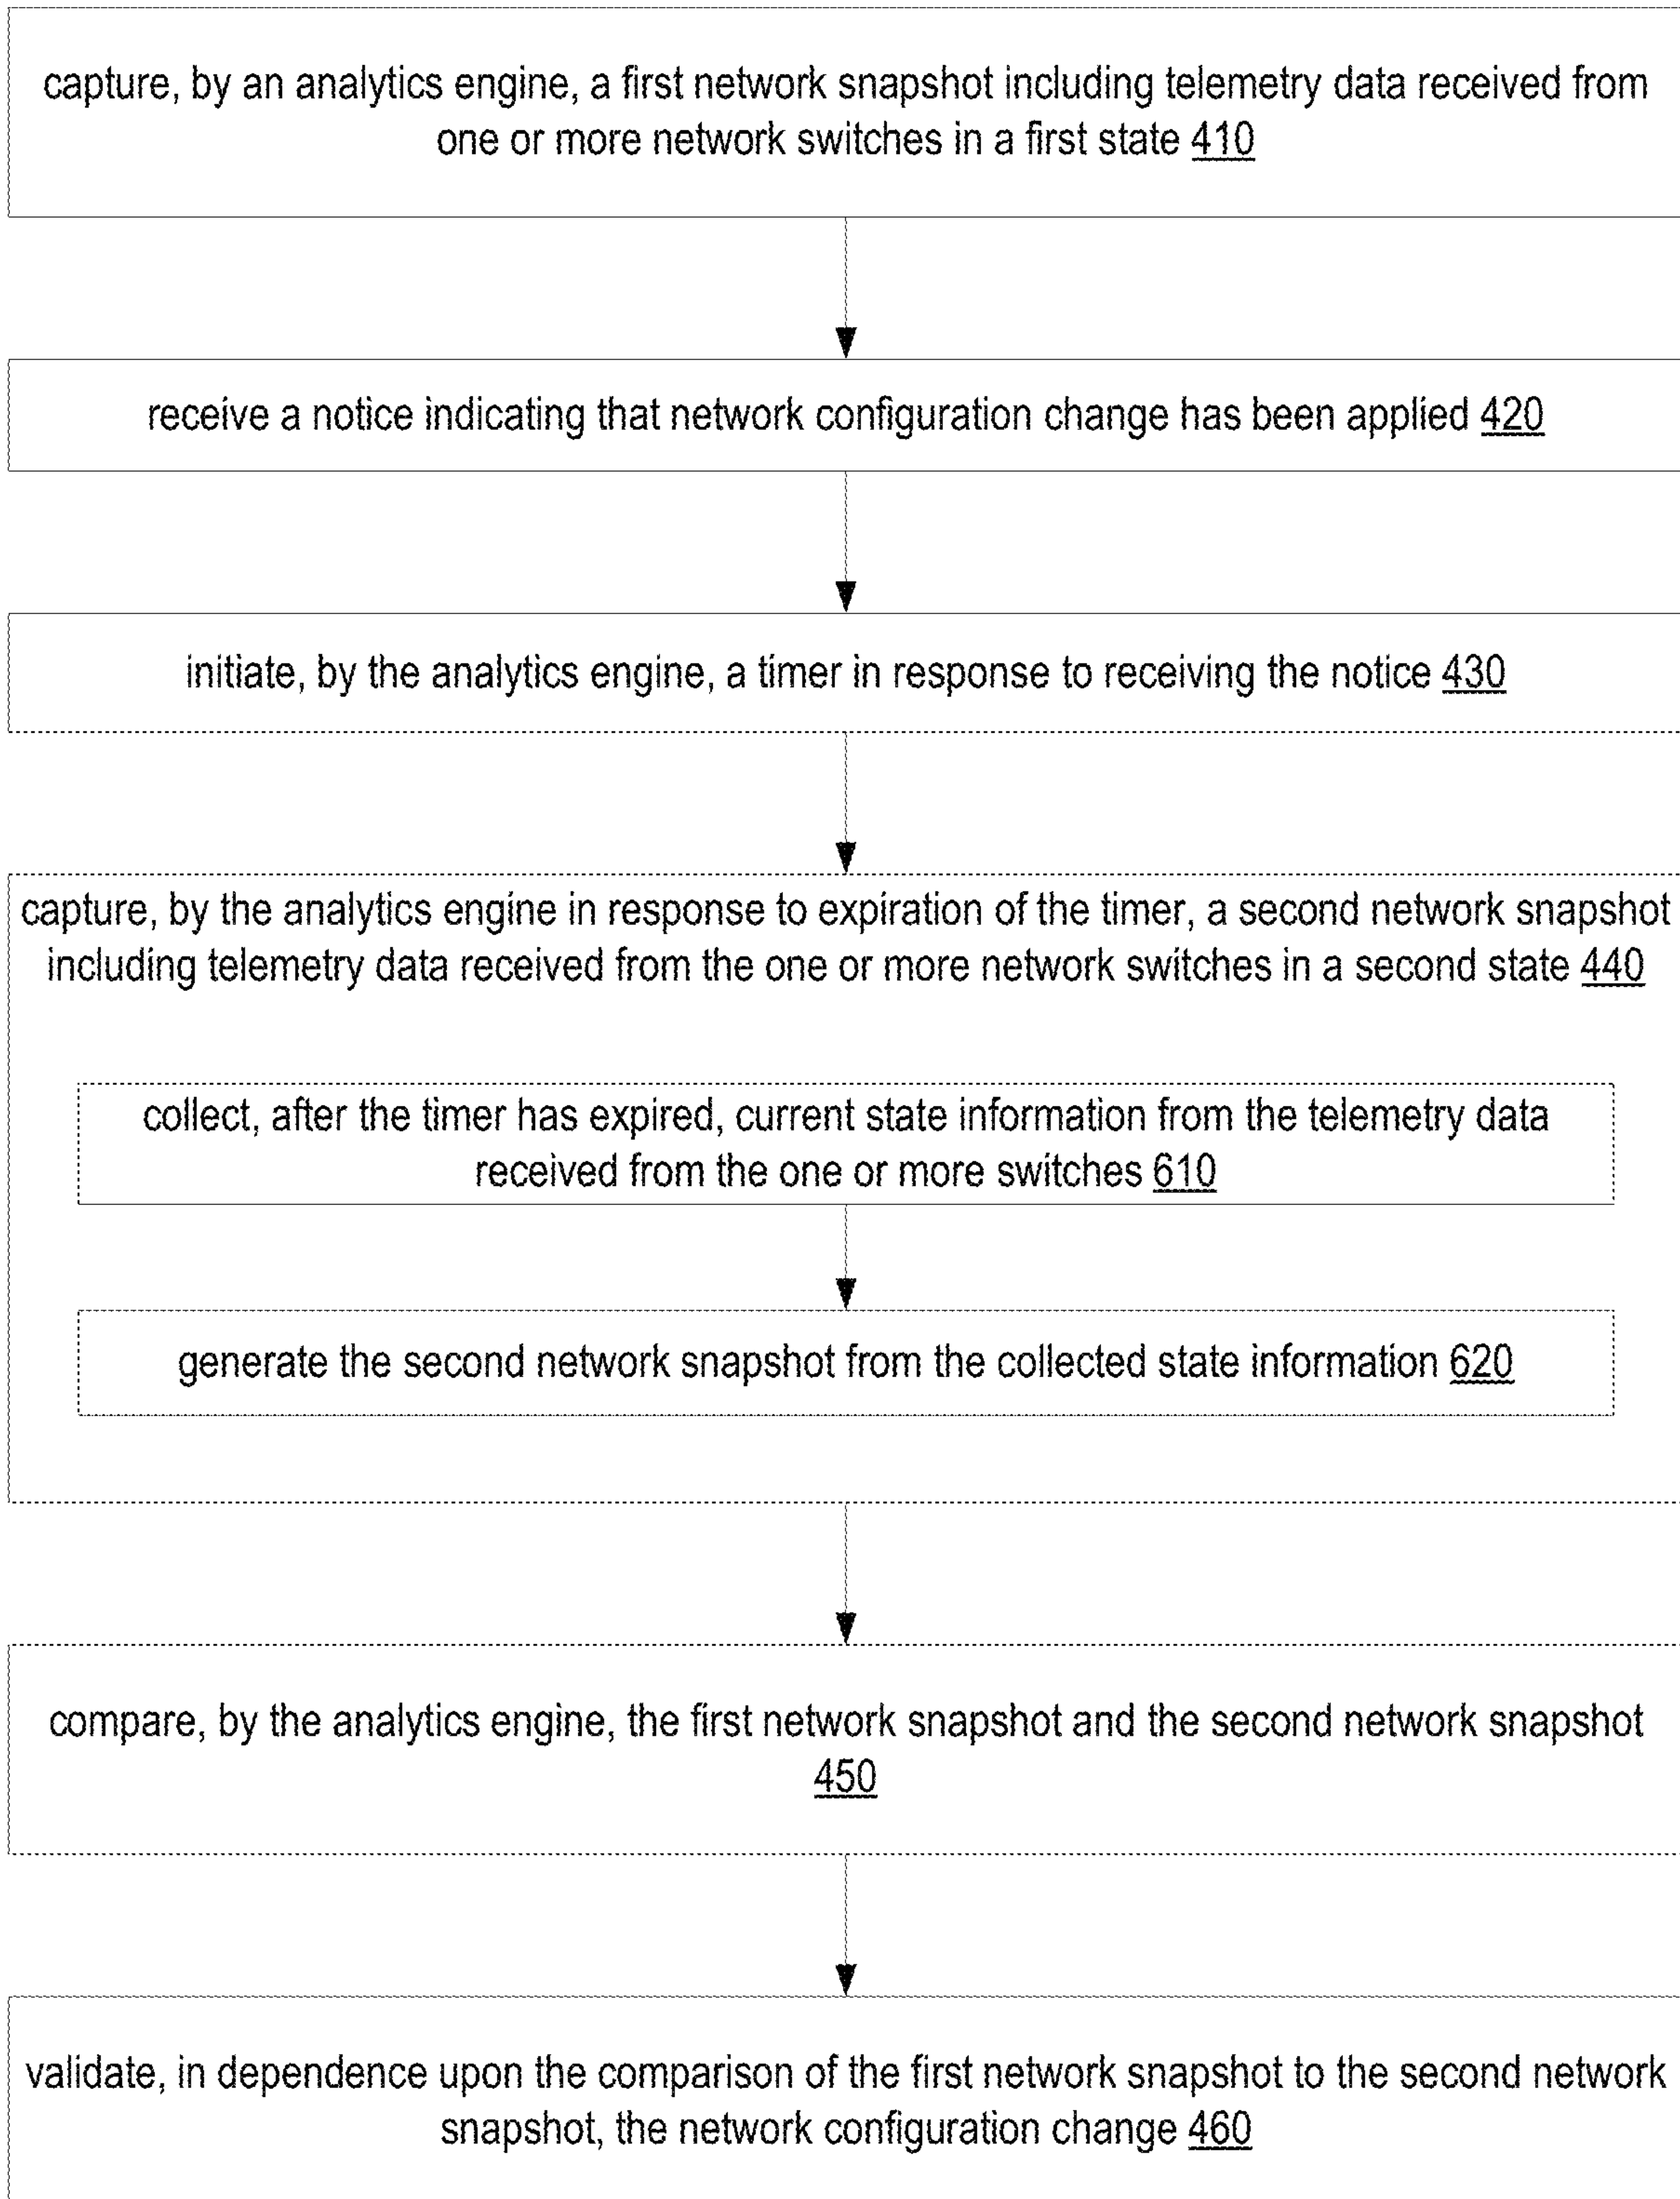 capture, by an analytics engine, a first network snapshot including telemetry data received from
one or more network switches in a first state 410
receive a notice indicating that network configuration change has been applied 420
initiate, by the analytics engine, a timer in response to receiving the notice 430
capture, by the analytics engine in response to expiration of the timer, a second network snapshot
including telemetry data received from the one or more network switches in a second state 440
collect, after the timer has expired, current state information from the telemetry data
received from the one or more switches 610
generate the second network snapshot from the collected state information 620
compare, by the analytics engine, the first network snapshot and the second network snapshot
450
validate, in dependence upon the comparison of the first network snapshot to the second network
snapshot, the network configuration change 460